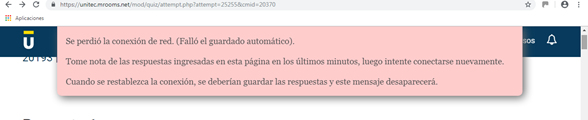 https://unitec.mrooms.net/mod/quiz/attempt.php?attempt=25255&cmid=20370
Aplicaciones
Se perdió la conexión de red. (Falló el guardado automático).
Tome nota de las respuestas ingresadas en esta página en los últimos minutos, luego intente conectarse nuevamente.
Cuando se restablezca la conexión, se deberían guardar las respuestas y este mensaje desaparecerá.